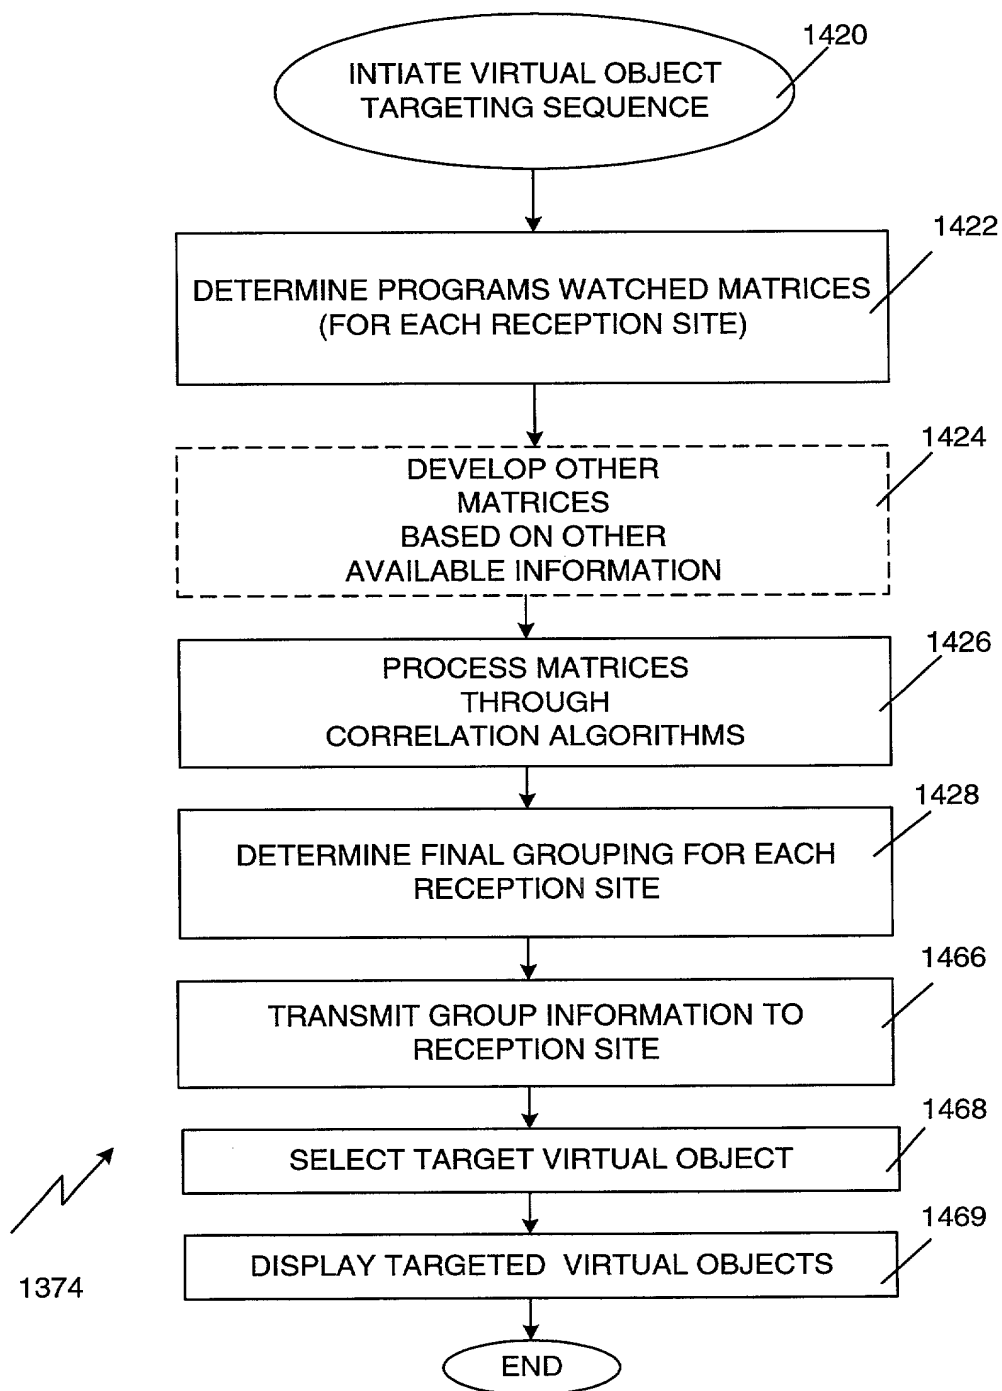 1420
INTIATE VIRTUAL OBJECT
TARGETING SEQUENCE
1422
DETERMINE PROGRAMS WATCHED MATRICES
(FOR EACH RECEPTION SITE)
1424
DEVELOP OTHER
MATRICES
BASED ON OTHER
AVAILABLE INFORMATION
1426
PROCESS MATRICES
THROUGH
CORRELATION ALGORITHMS
1428
DETERMINE FINAL GROUPING FOR EACH
RECEPTION SITE
1466
TRANSMIT GROUP INFORMATION TO
RECEPTION SITE
1468
SELECT TARGET VIRTUAL OBJECT
1469
DISPLAY TARGETED VIRTUAL OBJECTS
1374
END